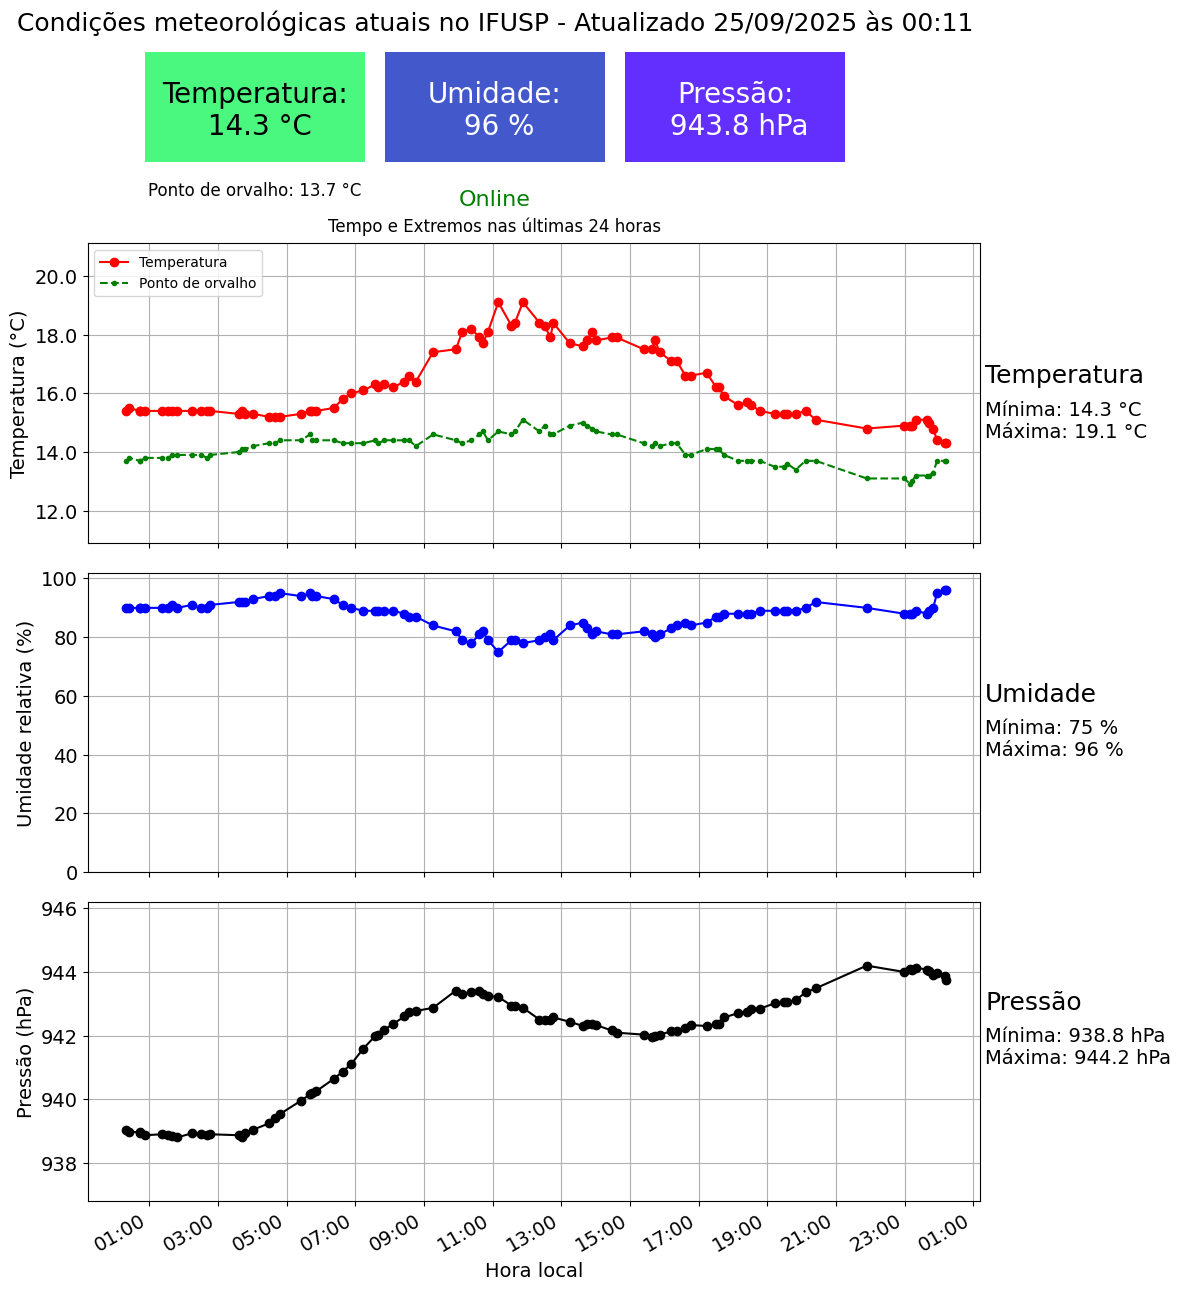 Condições meteorológicas atuais no IFUSP - Atualizado 25/09/2025 às 00:11
Temperatura:
14.3 °C
Umidade:
96 %
Pressão:
943.8 hPa
Ponto de orvalho: 13.7 °C
Online
Tempo e Extremos nas últimas 24 horas
Temperatura
Ponto de orvalho
Temperatura (°C)
20.0
18.0
16.0
14.0
12.0
Temperatura
Mínima: 14.3 °C
Máxima: 19.1 °C
Umidade relativa (%)
100
80
60
40
20
0
Umidade
Mínima: 75 %
Máxima: 96 %
Pressão (hPa)
946
944
942
940
938
Pressão
Mínima: 938.8 hPa
Máxima: 944.2 hPa
01:00 03:00 05:00 07:00 09:00 11:00 13:00 15:00 17:00 19:00 21:00 23:00 01:00
Hora local